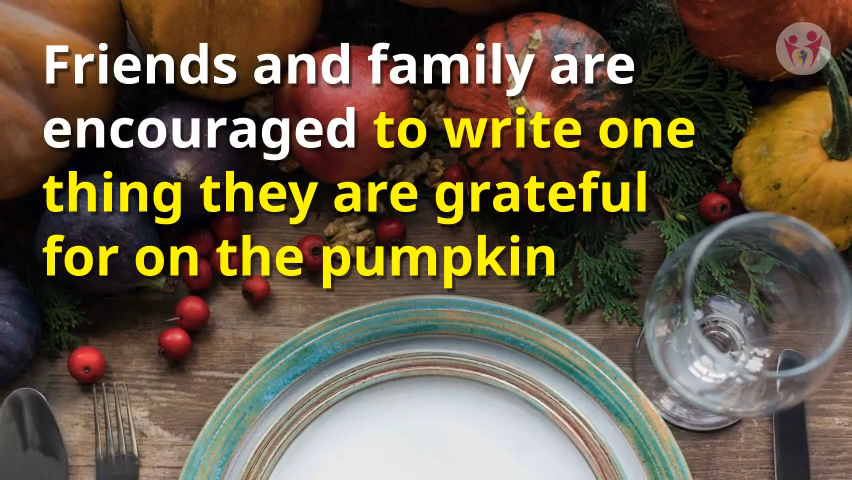 Friends and family are
encouraged to write one
thing they are grateful
for on the pumpkin